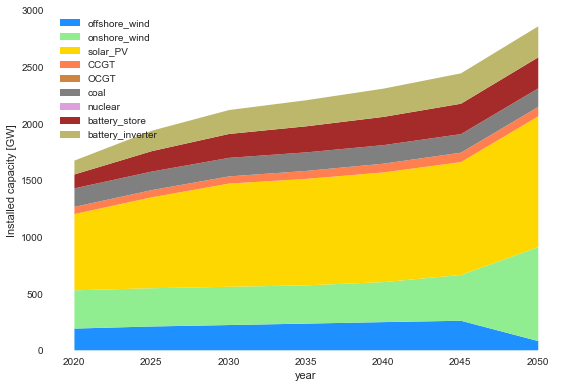 3000
2500
2000
1500
1000
500
0
Installed capacity [GW]
offshore_wind
onshore_wind
solar_PV
CCGT
OCGT
coal
nuclear
battery_store
battery_inverter
2020 2025 2030 2035 2040 2045 2050
year